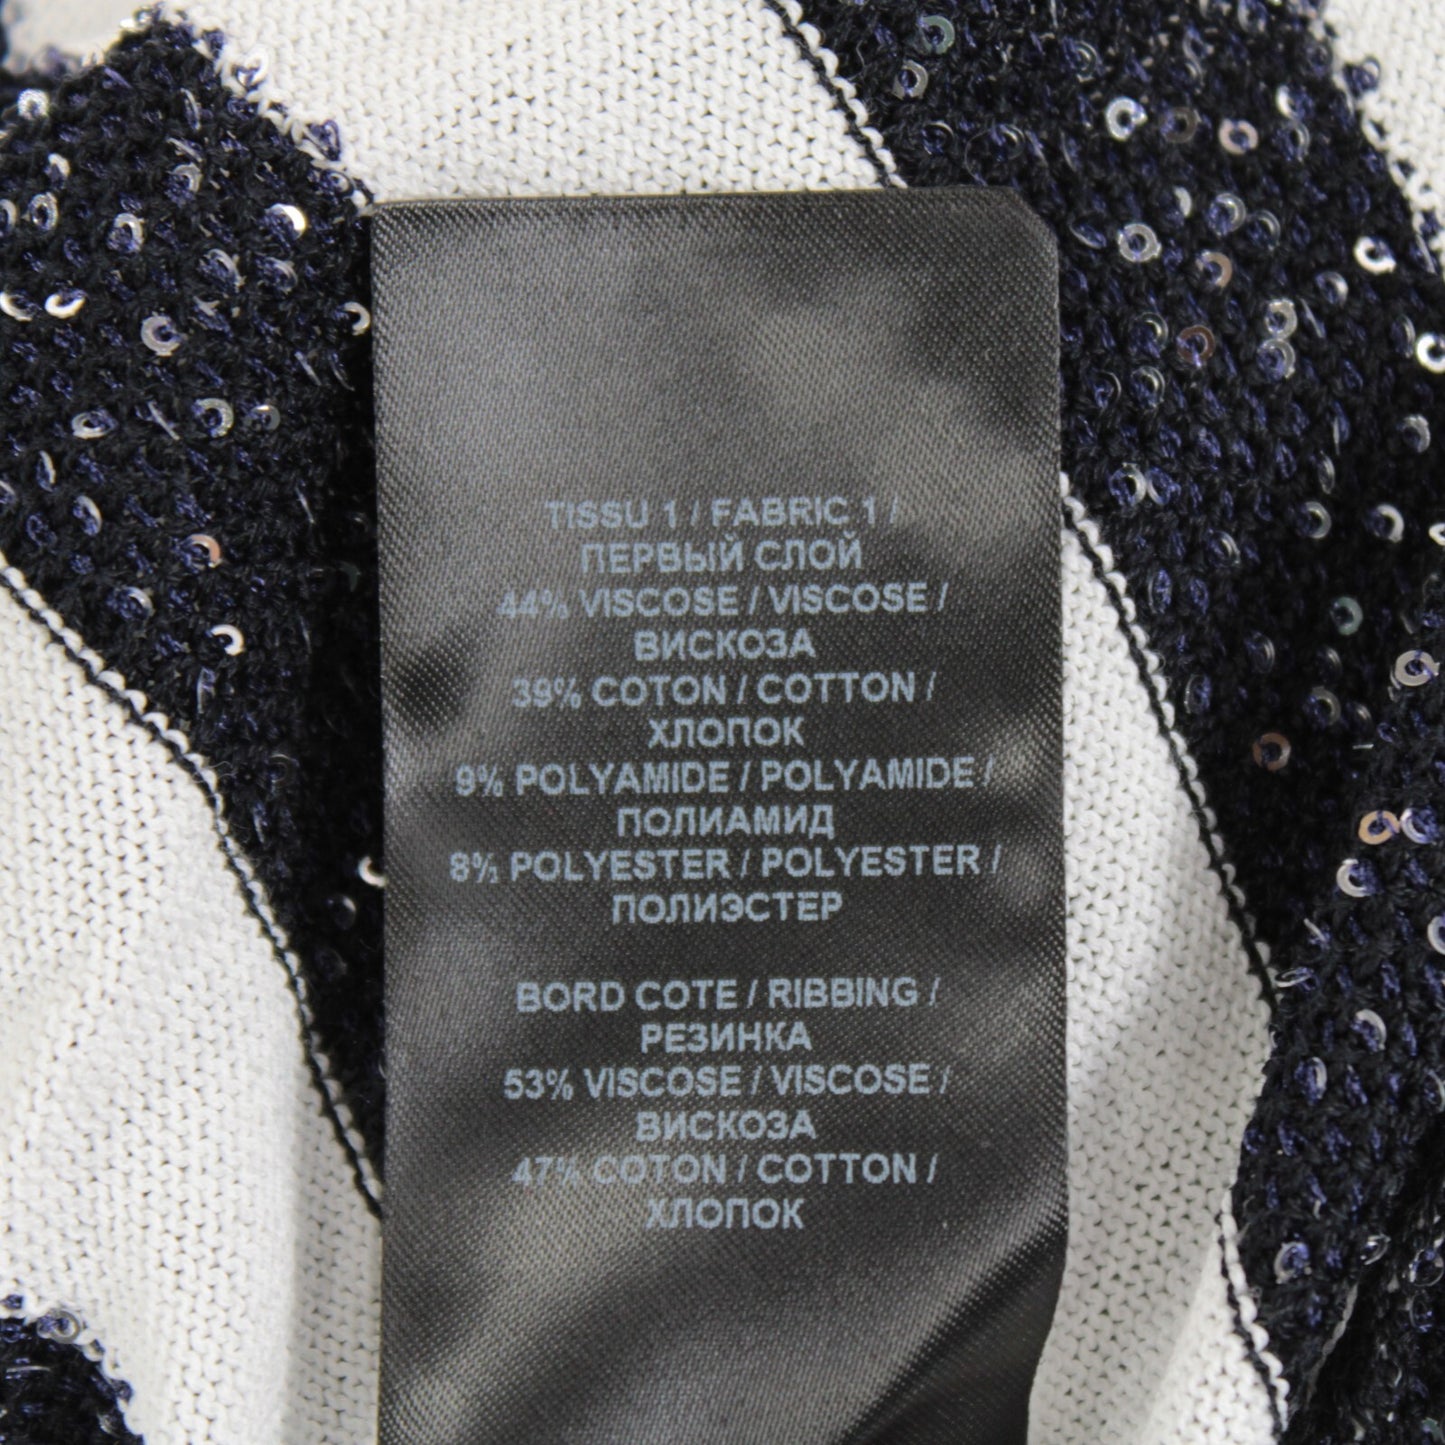 TISSU 1 / FABRIC 1 /
ПЕРВЫЙ СЛОЙ
44% VISCOSE / VISCOSE /
ВИСКОЗА
39% COTON / COTTON /
ХЛОПОК
9% POLYAMIDE / POLYAMIDE /
ПОЛИАМИД
8% POLYESTER / POLYESTER /
ПОЛИЭСТЕР
BORD COTE / RIBBING /
РЕЗИНКА
53% VISCOSE / VISCOSE /
ВИСКОЗА
47% COTON / COTTON /
ХЛОПОК